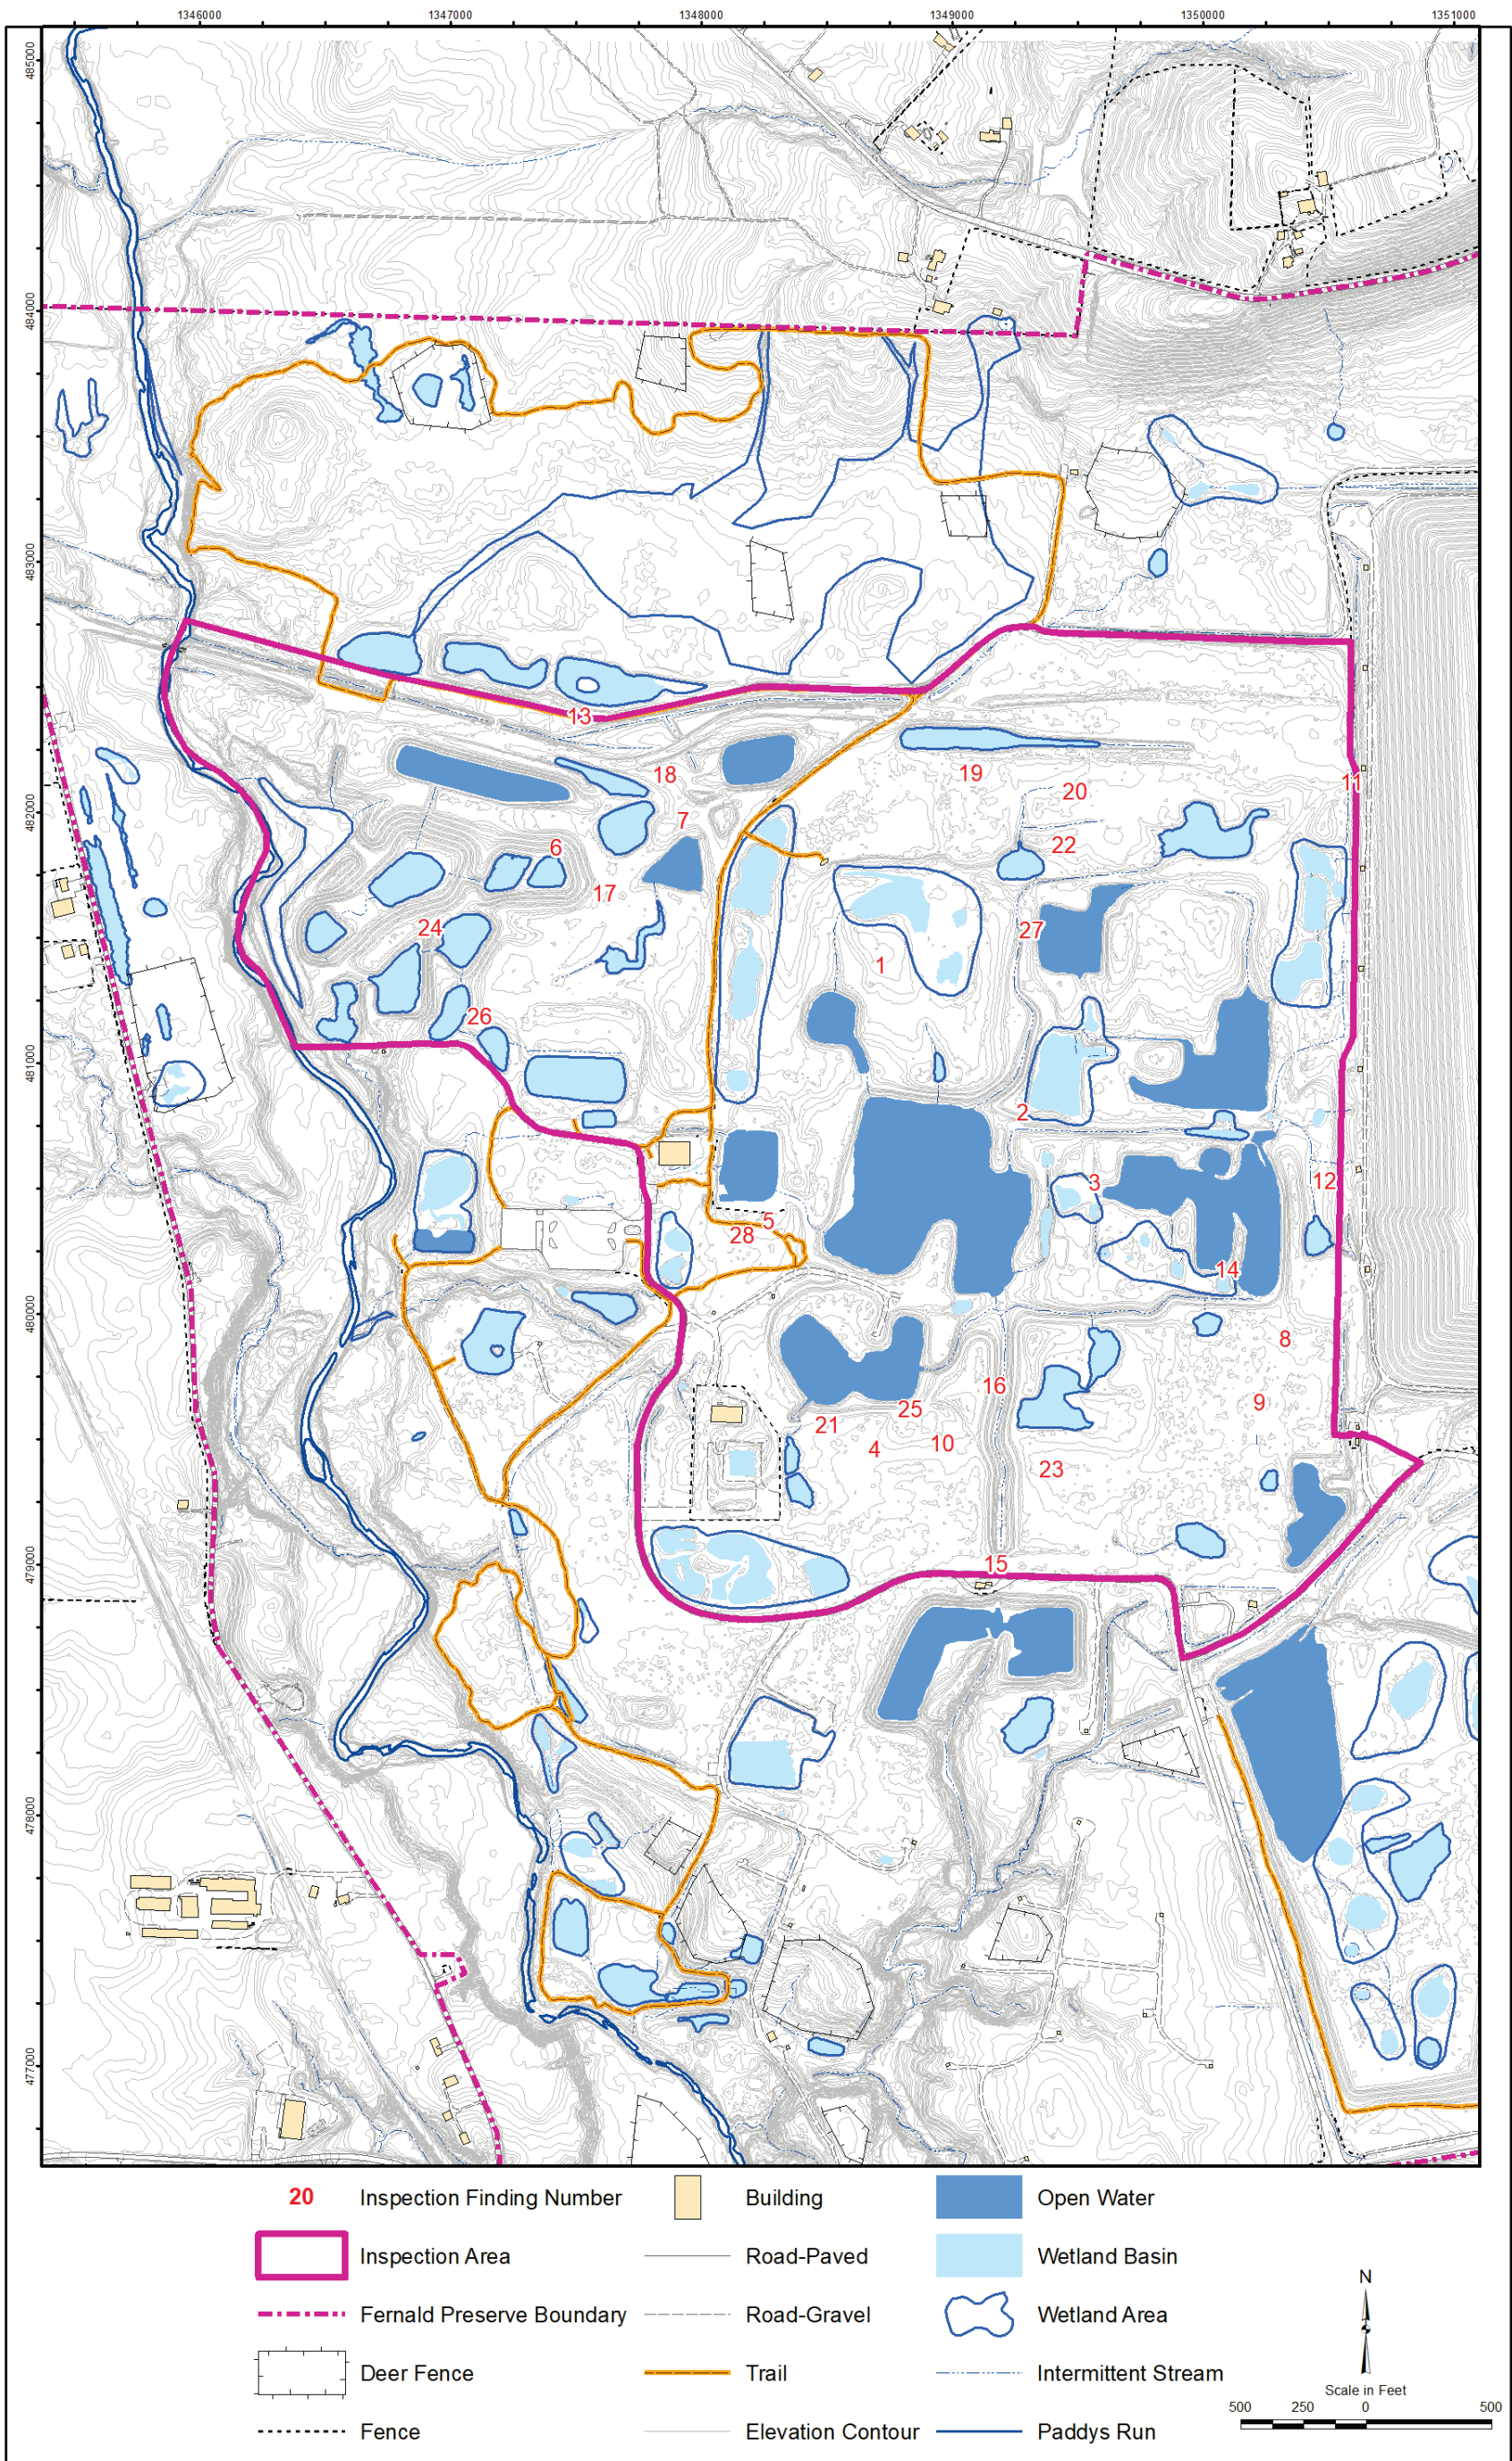 1346000 1347000 1348000 1349000 1350000 1351000
485000
484000
483000
482000
481000
480000
479000
478000
477000
13
18
19
11
20
7
22
6
17
24
27
1
26
2
3
12
5
28
14
8
16
9
25
21
10
4
23
15
20 Inspection Finding Number
Building
Open Water
Inspection Area
Road-Paved
Wetland Basin
Fernald Preserve Boundary
Road-Gravel
Wetland Area
Deer Fence
Trail
Intermittent Stream
Fence
Elevation Contour
Paddys Run
N
Scale in Feet
500 250 0 500